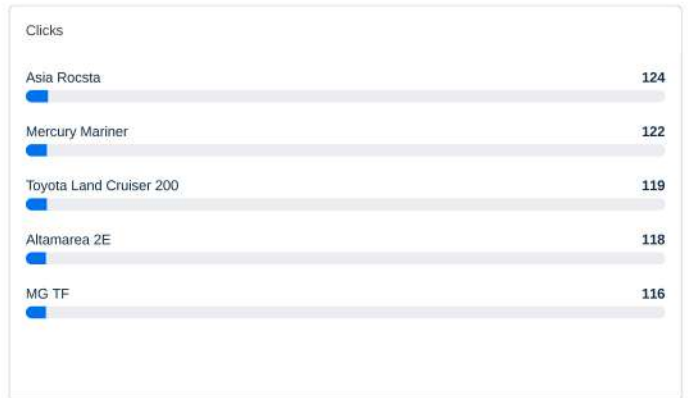 Clicks
Asia Rocsta 124
Mercury Mariner 122
Toyota Land Cruiser 200 119
Altamarea 2E 118
MG TF 116